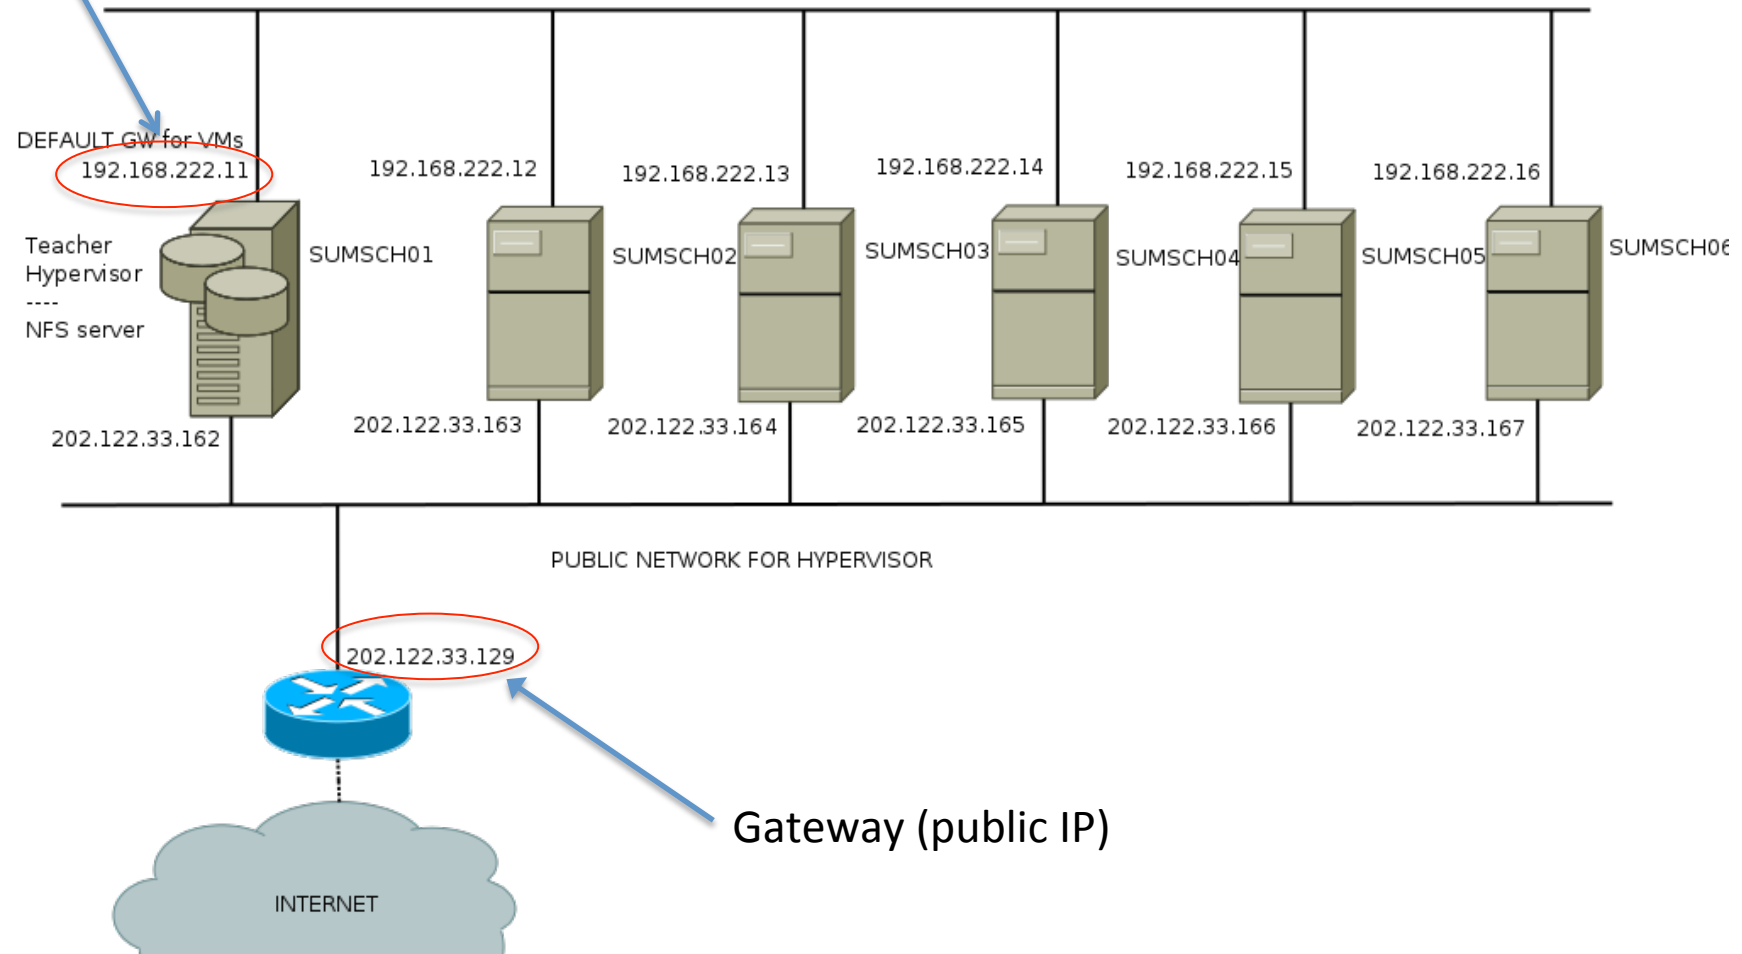 DEFAULT GW for VMs
192.168.222.11
192.168.222.12
192.168.222.13
192.168.222.14
192.168.222.15
192.168.222.16
Teacher
Hypervisor
----
NFS server
SUMSCH01
SUMSCH02
SUMSCH03
SUMSCH04
SUMSCH05
SUMSCH06
202.122.33.162
202.122.33.163
202.122.33.164
202.122.33.165
202.122.33.166
202.122.33.167
PUBLIC NETWORK FOR HYPERVISOR
202.122.33.129
Gateway (public IP)
INTERNET